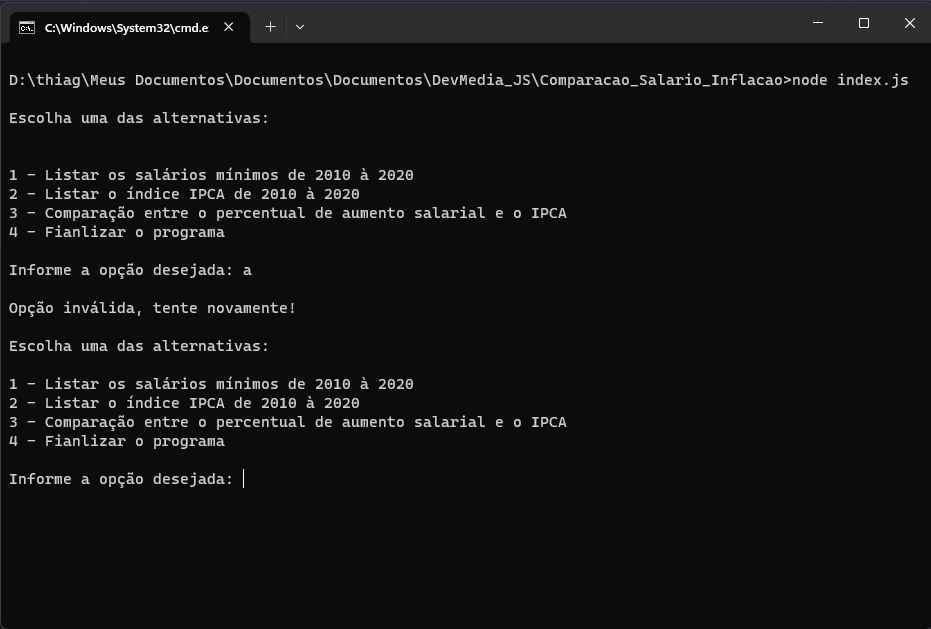 C:\Windows\System32\cmd.e
D:\thiag\Meus Documentos\Documentos\Documentos\DevMedia_JS\Comparacao_Salario_Inflacao>node index.js
Escolha uma das alternativas:
1 - Listar os salários mínimos de 2010 à 2020
2 - Listar o índice IPCA de 2010 à 2020
3 - Comparação entre o percentual de aumento salarial e o IPCA
4 - Fianlizar o programa
Informe a opção desejada: a
Opção inválida, tente novamente!
Escolha uma das alternativas:
1 - Listar os salários mínimos de 2010 à 2020
2 - Listar o índice IPCA de 2010 à 2020
3 - Comparação entre o percentual de aumento salarial e o IPCA
4 - Fianlizar o programa
Informe a opção desejada: